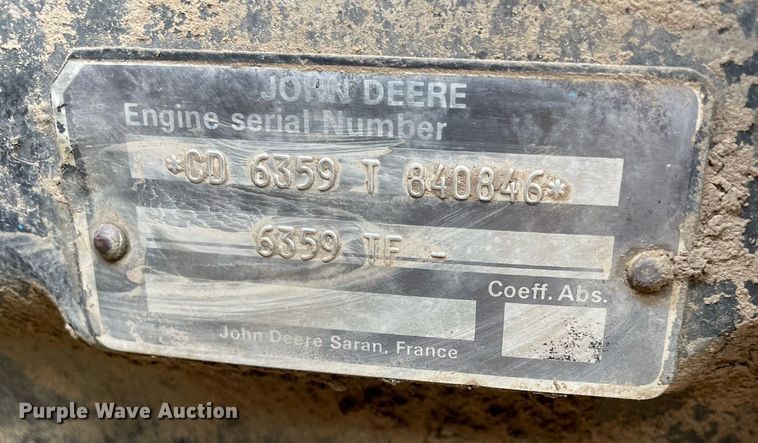 JOHN DEERE
Engine serial Number
*CD 6359 T 840846*
6359 TF -
Coeff. Abs.
John Deere Saran, France
Purple Wave Auction